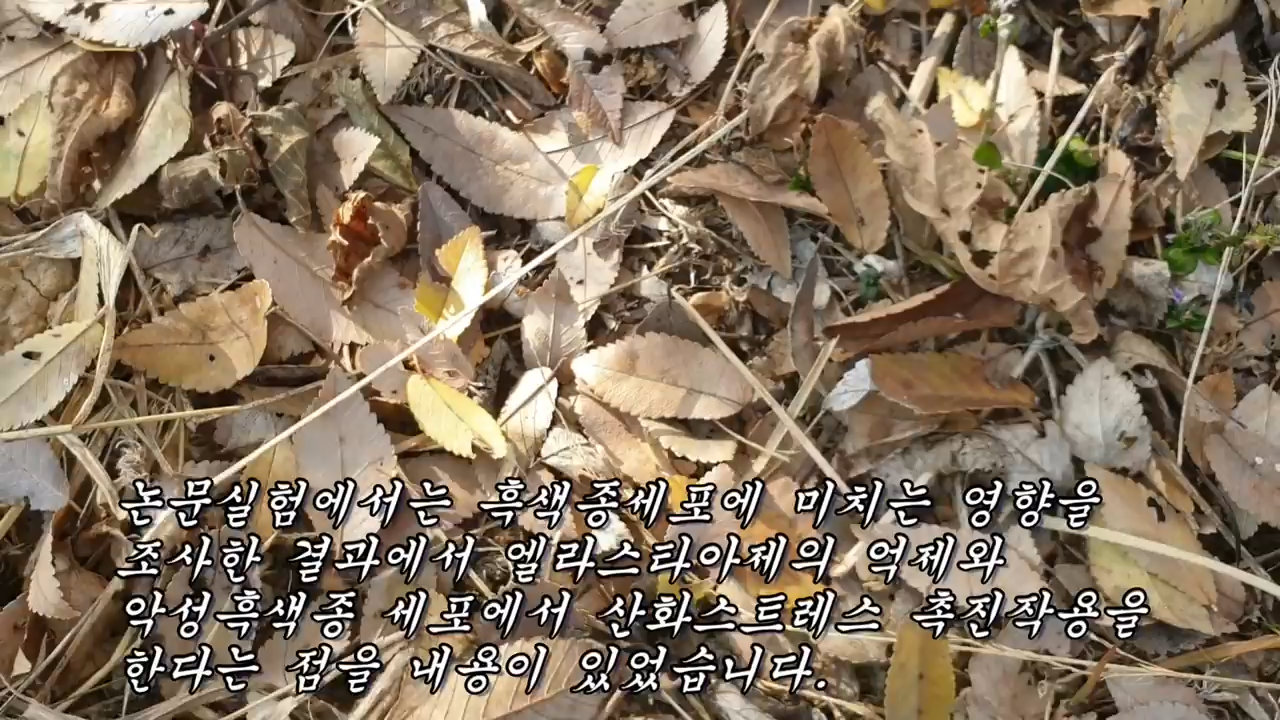 논문실험에서는 흑색종세포에 미치는 영향을
조사한 결과에서 엘라스타아제의 억제와
악성흑색종 세포에서 산화스트레스 촉진작용을
한다는 점을 내용이 있었습니다.